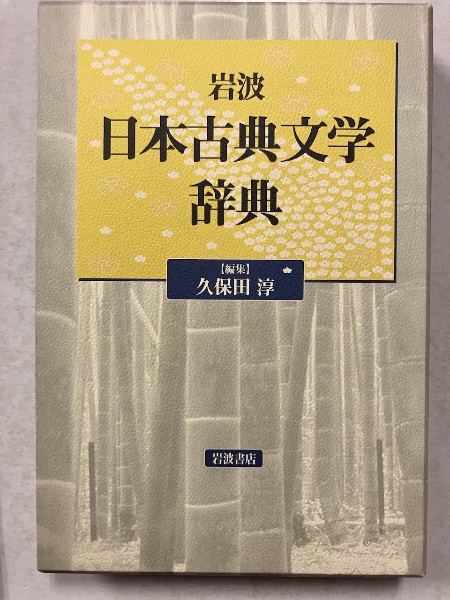 岩波
日本古典文学
辞典
【編集】
久保田 淳
岩波書店